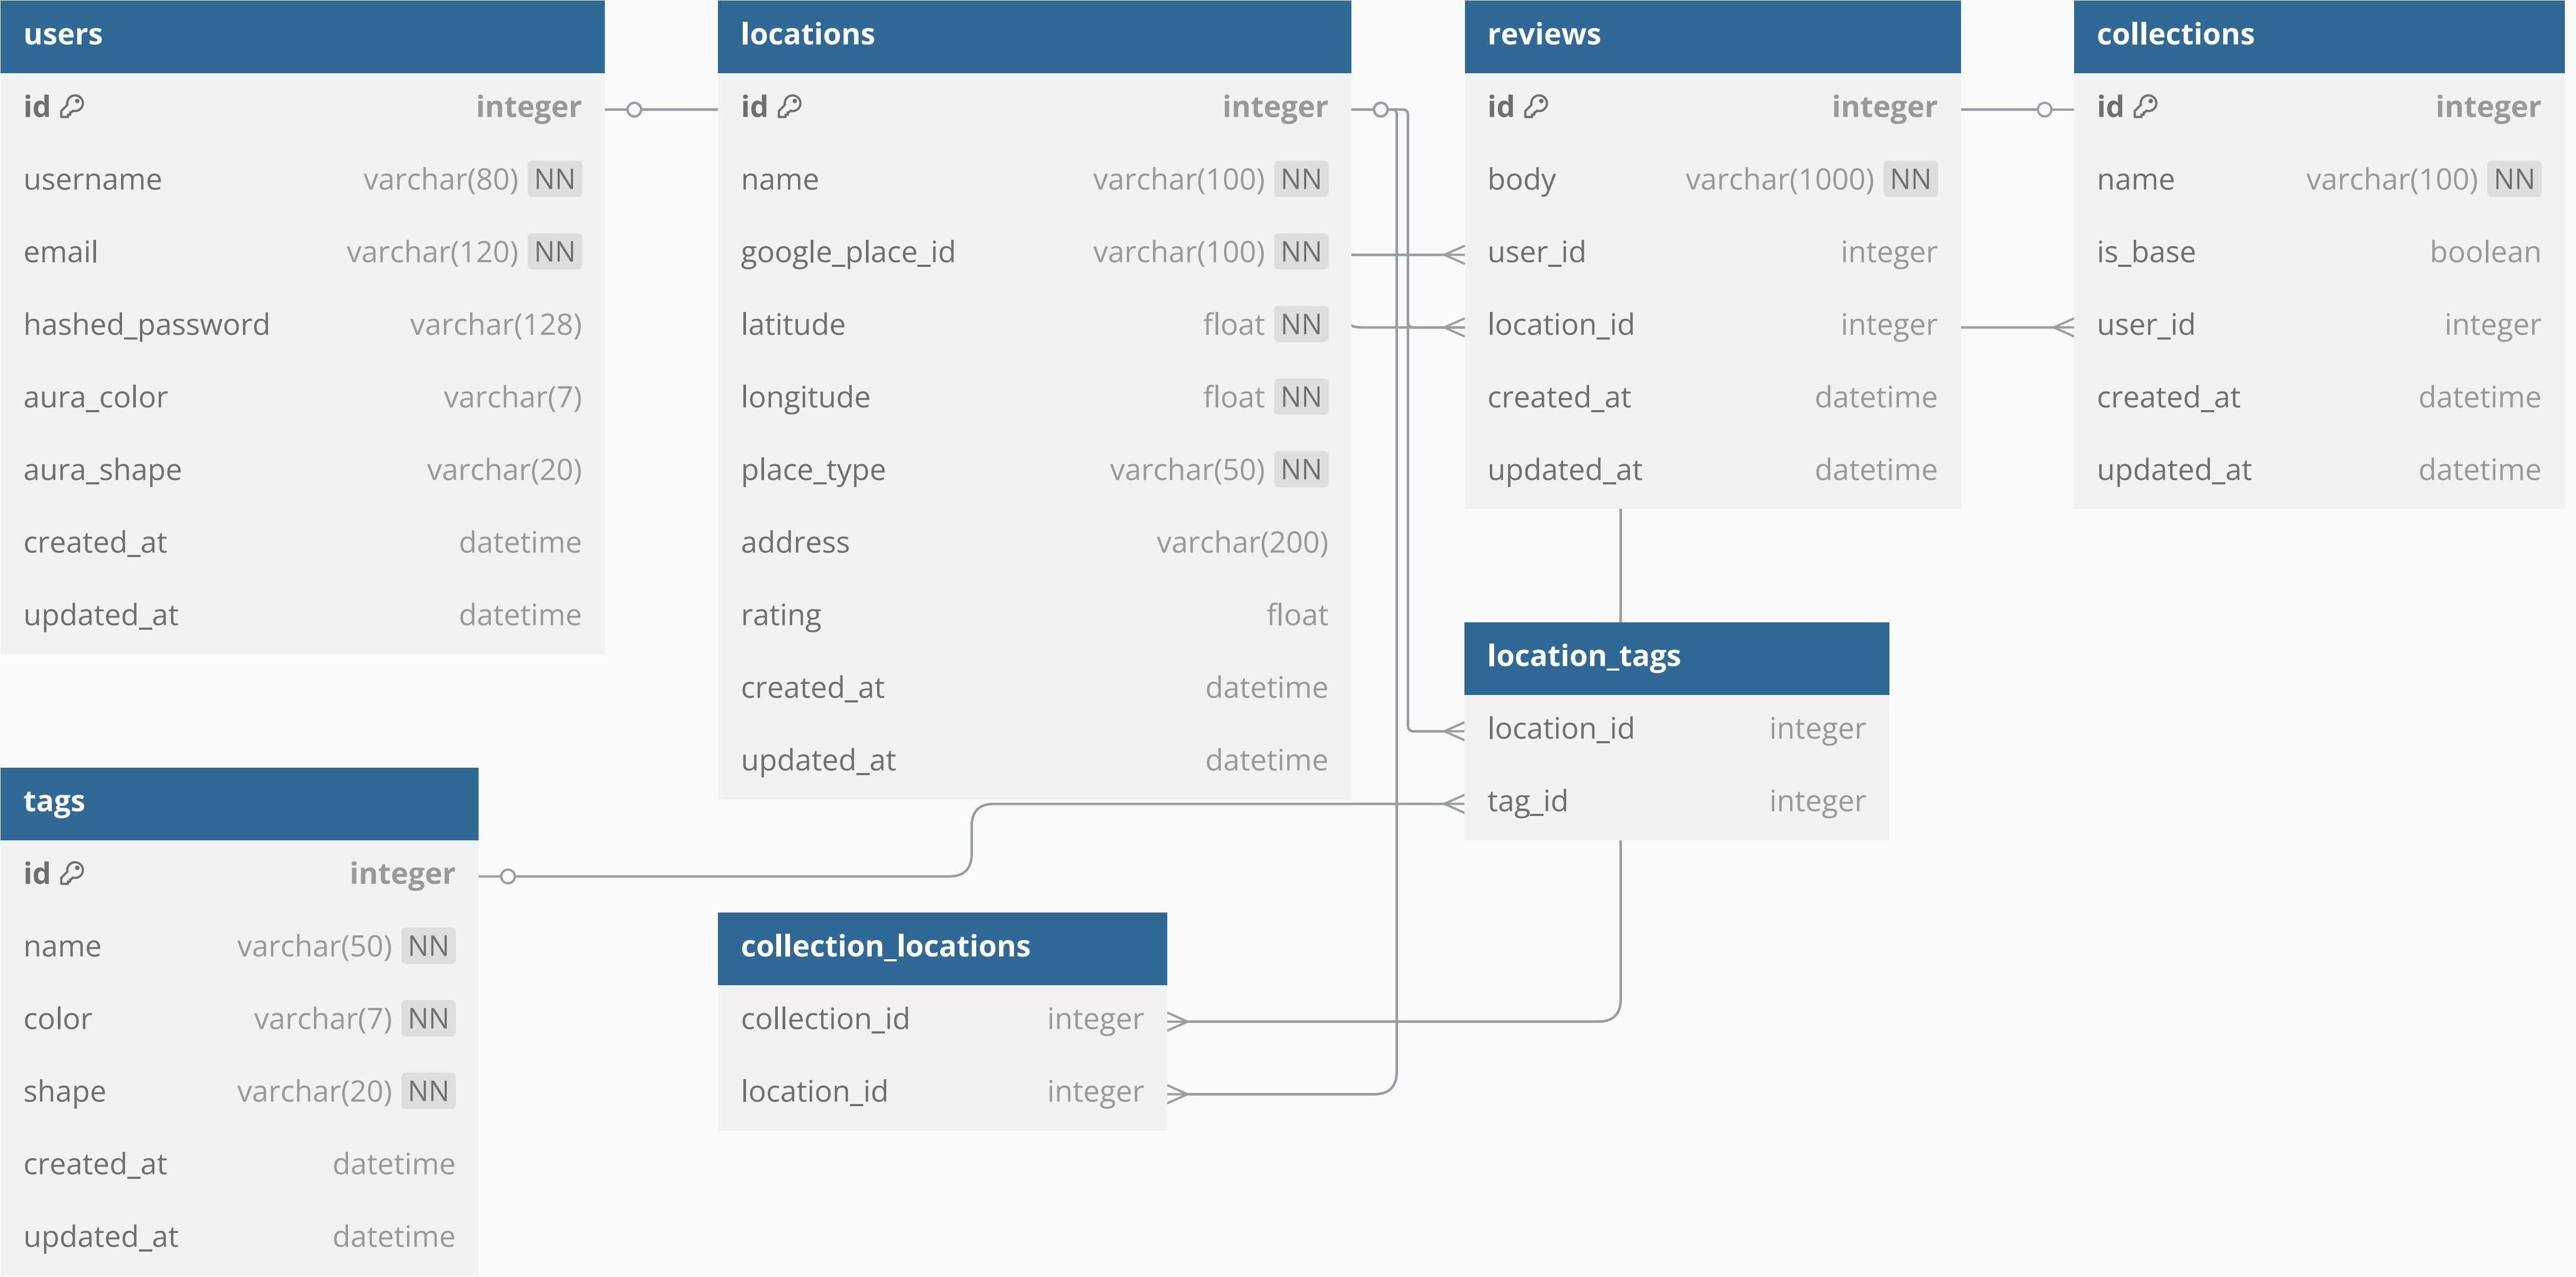 users
id integer
username varchar(80) NN
email varchar(120) NN
hashed_password varchar(128)
aura_color varchar(7)
aura_shape varchar(20)
created_at datetime
updated_at datetime
locations
id integer
name varchar(100) NN
google_place_id varchar(100) NN
latitude float NN
longitude float NN
place_type varchar(50) NN
address varchar(200)
rating float
created_at datetime
updated_at datetime
reviews
id integer
body varchar(1000) NN
user_id integer
location_id integer
created_at datetime
updated_at datetime
collections
id integer
name varchar(100) NN
is_base boolean
user_id integer
created_at datetime
updated_at datetime
location_tags
location_id integer
tag_id integer
tags
id integer
name varchar(50) NN
color varchar(7) NN
shape varchar(20) NN
created_at datetime
updated_at datetime
collection_locations
collection_id integer
location_id integer